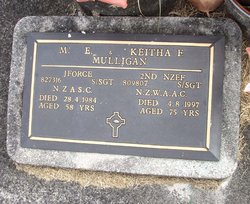 M. E. & KEITHA F
MULLIGAN
JFORCE 2ND NZEF
827316 S/SGT 809807 S/SGT
N.Z.A.S.C. N.Z.W.A.A.C.
DIED 28.4.1984 DIED 4.8.1997
AGED 58 YRS AGED 75 YRS